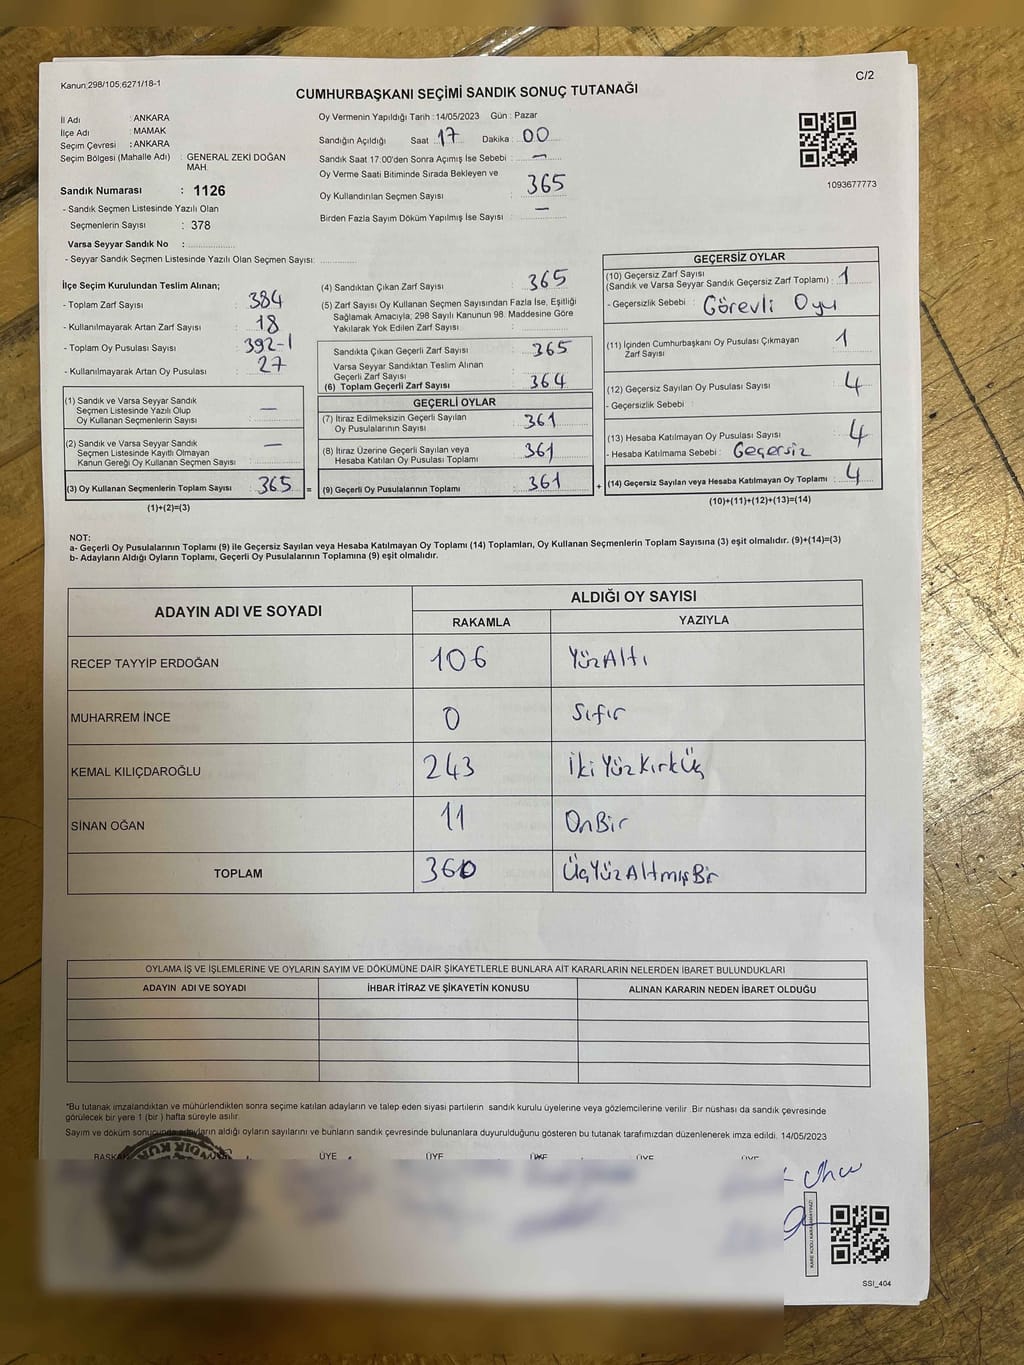 Kanun:298/105;6271/18-1
C/2
CUMHURBAŞKANI SEÇİMİ SANDIK SONUÇ TUTANAĞI
İl Adı : ANKARA
İlçe Adı : MAMAK
Seçim Çevresi : ANKARA
Seçim Bölgesi (Mahalle Adı) : GENERAL ZEKİ DOĞAN
MAH.
Sandık Numarası : 1126
- Sandık Seçmen Listesinde Yazılı Olan
Seçmenlerin Sayısı : 378
Varsa Seyyar Sandık No :
- Seyyar Sandık Seçmen Listesinde Yazılı Olan Seçmen Sayısı:
Oy Vermenin Yapıldığı Tarih : 14/05/2023 Gün : Pazar
Sandığın Açıldığı Saat 17 Dakika : 00
Sandık Saat 17:00'den Sonra Açımış İse Sebebi : —
Oy Verme Saati Bitiminde Sırada Bekleyen ve
Oy Kullandırılan Seçmen Sayısı : 365
Birden Fazla Sayım Döküm Yapılmış İse Sayısı : —
1093677773
İlçe Seçim Kurulundan Teslim Alınan;
- Toplam Zarf Sayısı : 384
- Kullanılmayarak Artan Zarf Sayısı : 18
- Toplam Oy Pusulası Sayısı : 392-1
- Kullanılmayarak Artan Oy Pusulası : 27
(1) Sandık ve Varsa Seyyar Sandık
Seçmen Listesinde Yazılı Olup
Oy Kullanan Seçmenlerin Sayısı : —
(2) Sandık ve Varsa Seyyar Sandık
Seçmen Listesinde Kayıtlı Olmayan
Kanun Gereği Oy Kullanan Seçmen Sayısı : —
(3) Oy Kullanan Seçmenlerin Toplam Sayısı : 365 =
(1)+(2)=(3)
(4) Sandıktan Çıkan Zarf Sayısı : 365
(5) Zarf Sayısı Oy Kullanan Seçmen Sayısından Fazla İse, Eşitliği
Sağlamak Amacıyla, 298 Sayılı Kanunun 98. Maddesine Göre
Yakılarak Yok Edilen Zarf Sayısı :
Sandıkta Çıkan Geçerli Zarf Sayısı : 365
Varsa Seyyar Sandıktan Teslim Alınan
Geçerli Zarf Sayısı :
(6) Toplam Geçerli Zarf Sayısı : 364
GEÇERLİ OYLAR
(7) İtiraz Edilmeksizin Geçerli Sayılan
Oy Pusulalarının Sayısı : 361
(8) İtiraz Üzerine Geçerli Sayılan veya
Hesaba Katılan Oy Pusulası Toplamı : 361
(9) Geçerli Oy Pusulalarının Toplamı : 361 +
GEÇERSİZ OYLAR
(10) Geçersiz Zarf Sayısı
(Sandık ve Varsa Seyyar Sandık Geçersiz Zarf Toplamı) : 1
- Geçersizlik Sebebi : Görevli Oyu
(11) İçinden Cumhurbaşkanı Oy Pusulası Çıkmayan
Zarf Sayısı : 1
(12) Geçersiz Sayılan Oy Pusulası Sayısı : 4
- Geçersizlik Sebebi :
(13) Hesaba Katılmayan Oy Pusulası Sayısı : 4
- Hesaba Katılmama Sebebi : Geçersiz
(14) Geçersiz Sayılan veya Hesaba Katılmayan Oy Toplamı : 4
(10)+(11)+(12)+(13)=(14)
NOT:
a- Geçerli Oy Pusulalarının Toplamı (9) ile Geçersiz Sayılan veya Hesaba Katılmayan Oy Toplamı (14) Toplamları, Oy Kullanan Seçmenlerin Toplam Sayısına (3) eşit olmalıdır. (9)+(14)=(3)
b- Adayların Aldığı Oyların Toplamı, Geçerli Oy Pusulalarının Toplamına (9) eşit olmalıdır.
ADAYIN ADI VE SOYADI ALDIĞI OY SAYISI
RAKAMLA YAZIYLA
RECEP TAYYİP ERDOĞAN 106 YüzAltı
MUHARREM İNCE 0 Sıfır
KEMAL KILIÇDAROĞLU 243 İkiYüzKırkÜç
SİNAN OĞAN 11 OnBir
TOPLAM 360 ÜçYüzAltmışBir
OYLAMA İŞ VE İŞLEMLERİNE VE OYLARIN SAYIM VE DÖKÜMÜNE DAİR ŞİKAYETLERLE BUNLARA AİT KARARLARIN NELERDEN İBARET BULUNDUKLARI
ADAYIN ADI VE SOYADI İHBAR İTİRAZ VE ŞİKAYETİN KONUSU ALINAN KARARIN NEDEN İBARET OLDUĞU
*Bu tutanak imzalandıktan ve mühürlendikten sonra seçime katılan adayların ve talep eden siyasi partilerin sandık kurulu üyelerine veya gözlemcilerine verilir. Bir nüshası da sandık çevresinde
görülecek bir yere 1 (bir ) hafta süreyle asılır.
Sayım ve döküm sonucunda adayların aldığı oyların sayılarını ve bunların sandık çevresinde bulunanlara duyurulduğunu gösteren bu tutanak tarafımızdan düzenlenerek imza edildi. 14/05/2023
ÜYE ÜYE ÜYE ÜYE ÜYE
SSI_404